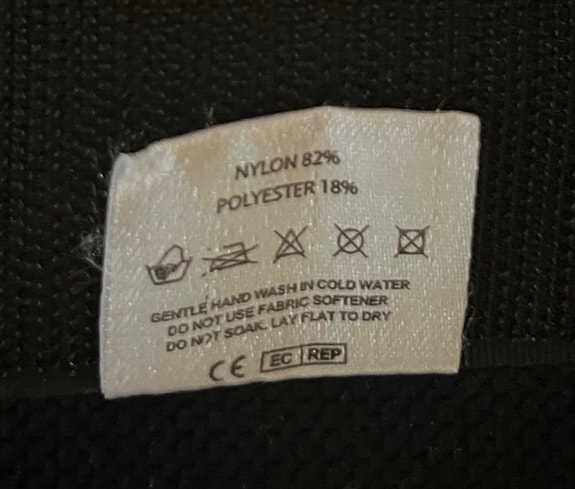 NYLON 82%
POLYESTER 18%
GENTLE HAND WASH IN COLD WATER
DO NOT USE FABRIC SOFTENER
DO NOT SOAK. LAY FLAT TO DRY
CE EC REP